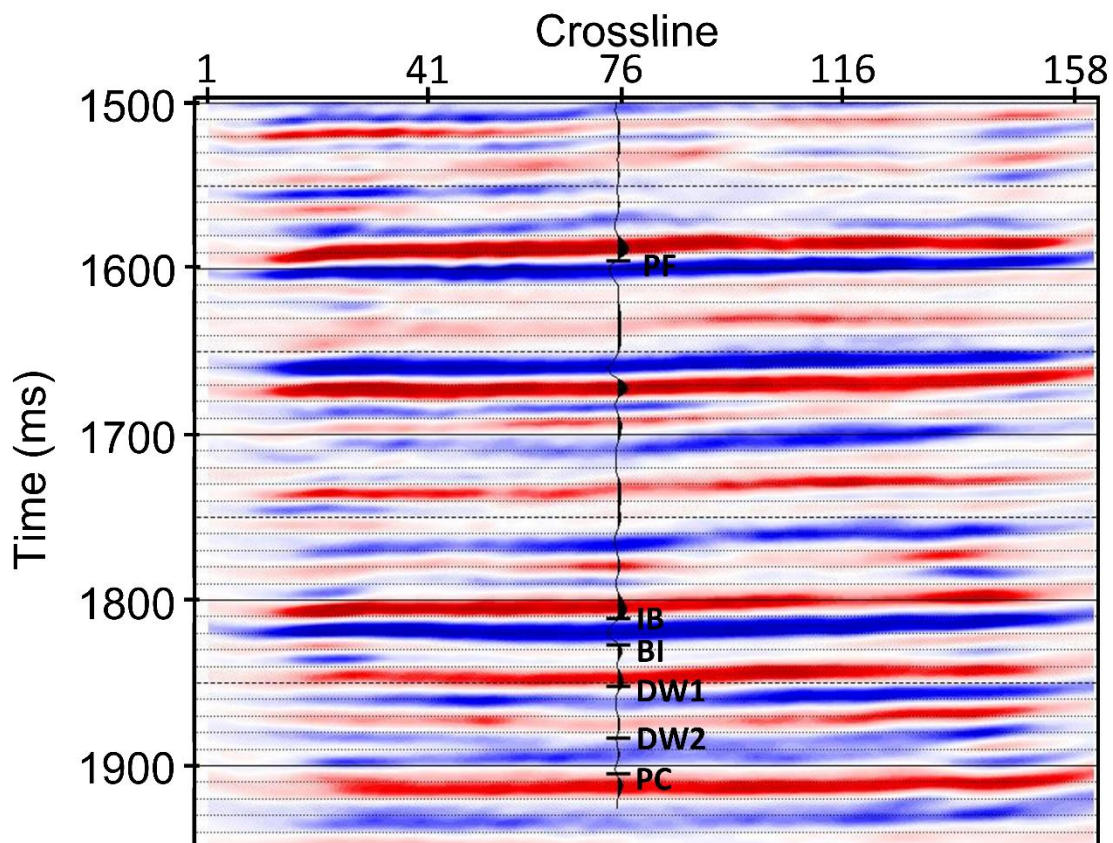 Crossline
1 41 76 116 158
Time (ms)
1500
1600
PF
1700
1800
IB
BI
DW1
DW2
1900
PC